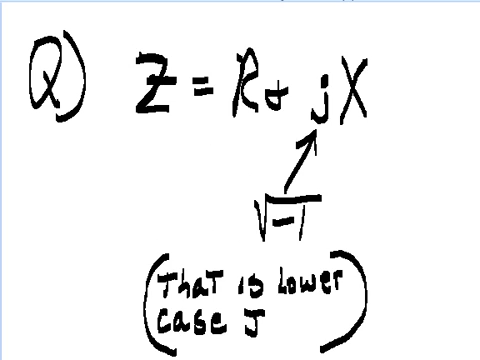 Q) Z = R + jX
√-1
(That is lower
case J)